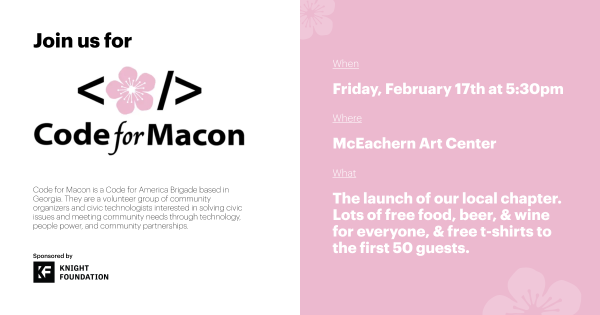 Join us for
</>
Code for Macon
Code for Macon is a Code for America Brigade based in
Georgia. They are a volunteer group of community
organizers and civic technologists interested in solving civic
issues and meeting community needs through technology,
people power, and community partnerships.
Sponsored by
KF KNIGHT
FOUNDATION
When
Friday, February 17th at 5:30pm
Where
McEachern Art Center
What
The launch of our local chapter.
Lots of free food, beer, & wine
for everyone, & free t-shirts to
the first 50 guests.